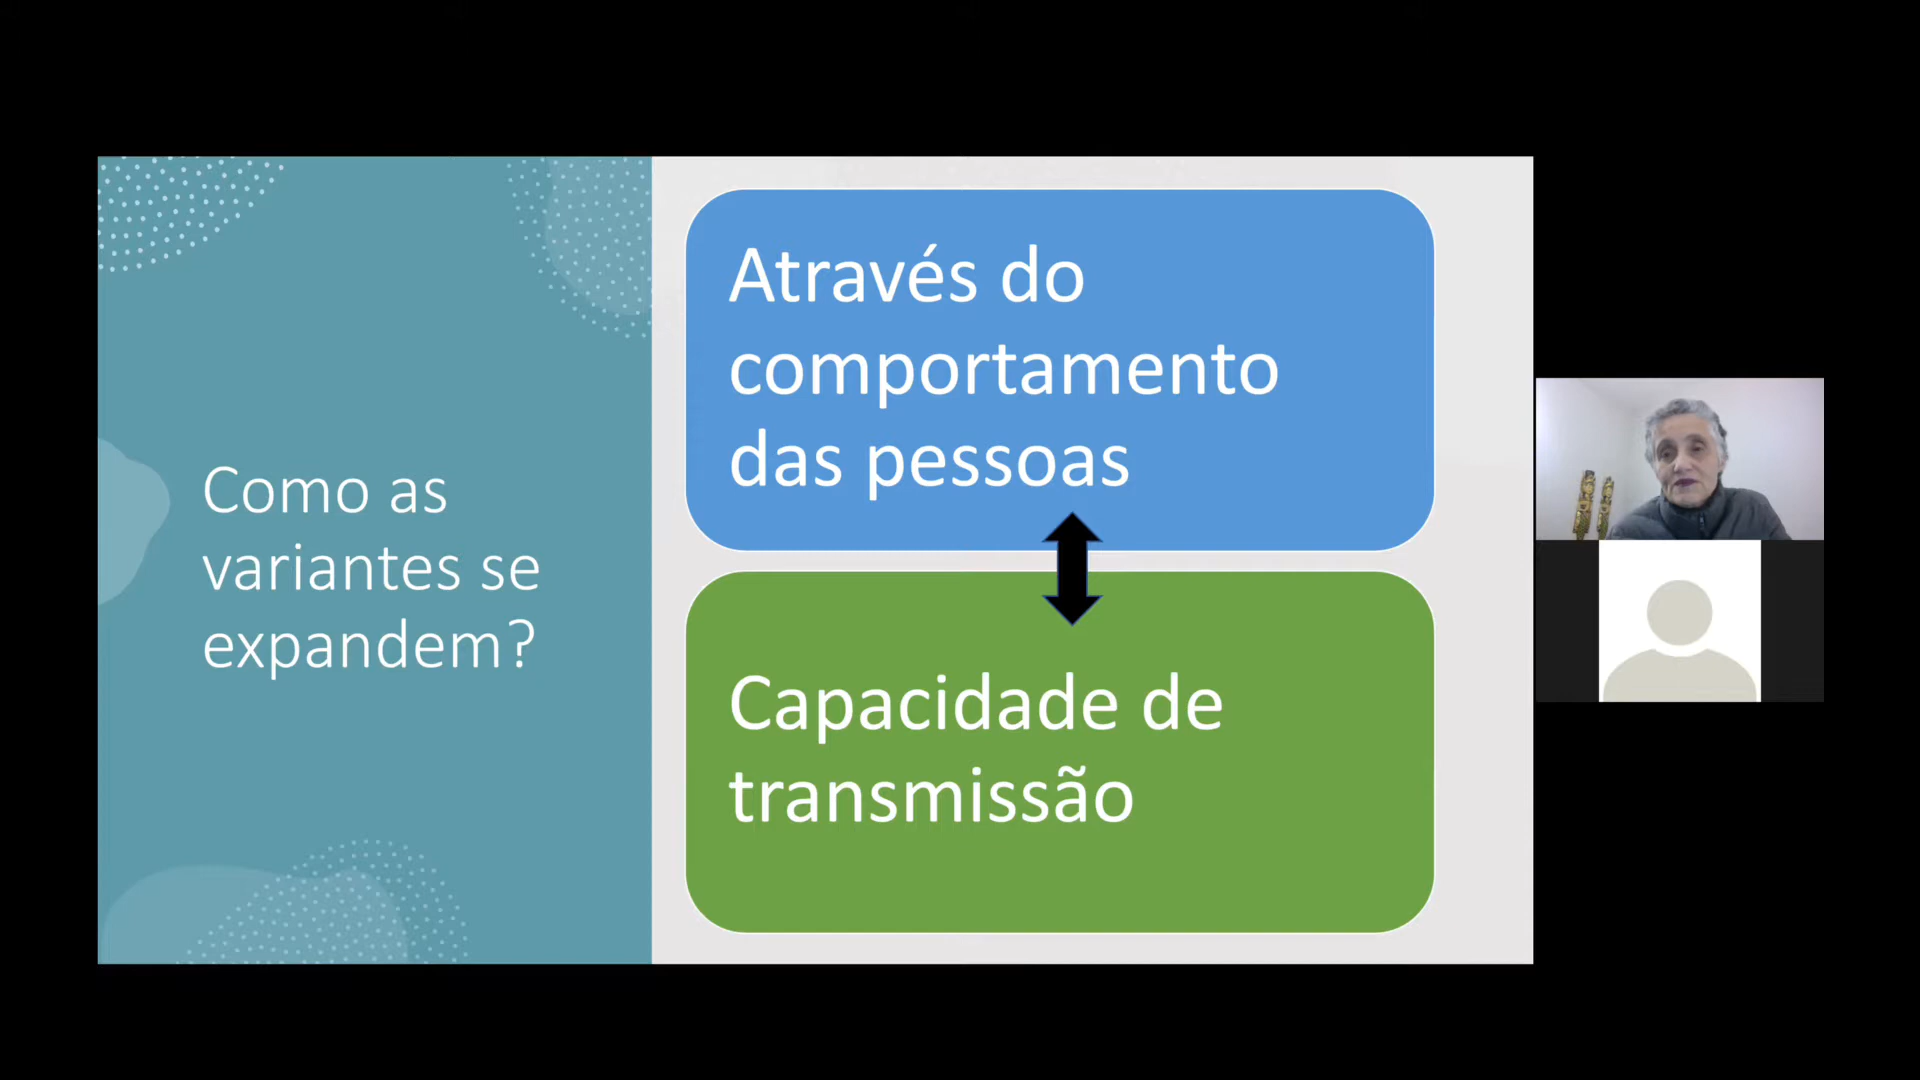 Como as
variantes se
expandem?
Através do
comportamento
das pessoas
Capacidade de
transmissão